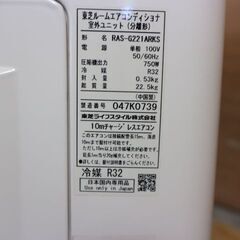 東芝ルームエアコンディショナ
室外ユニット（分離形）
形名 RAS-G221ARKS
電源 単相 100V
50/60Hz
圧縮機出力 750W
冷媒 R32
封入量 0.53kg
質量 22.5kg
（中国製）
製造番号 047K0739
東芝ライフスタイル株式会社
10mチャージレスエアコン
冷媒 R32
日本国内専用品
Use only in Japan